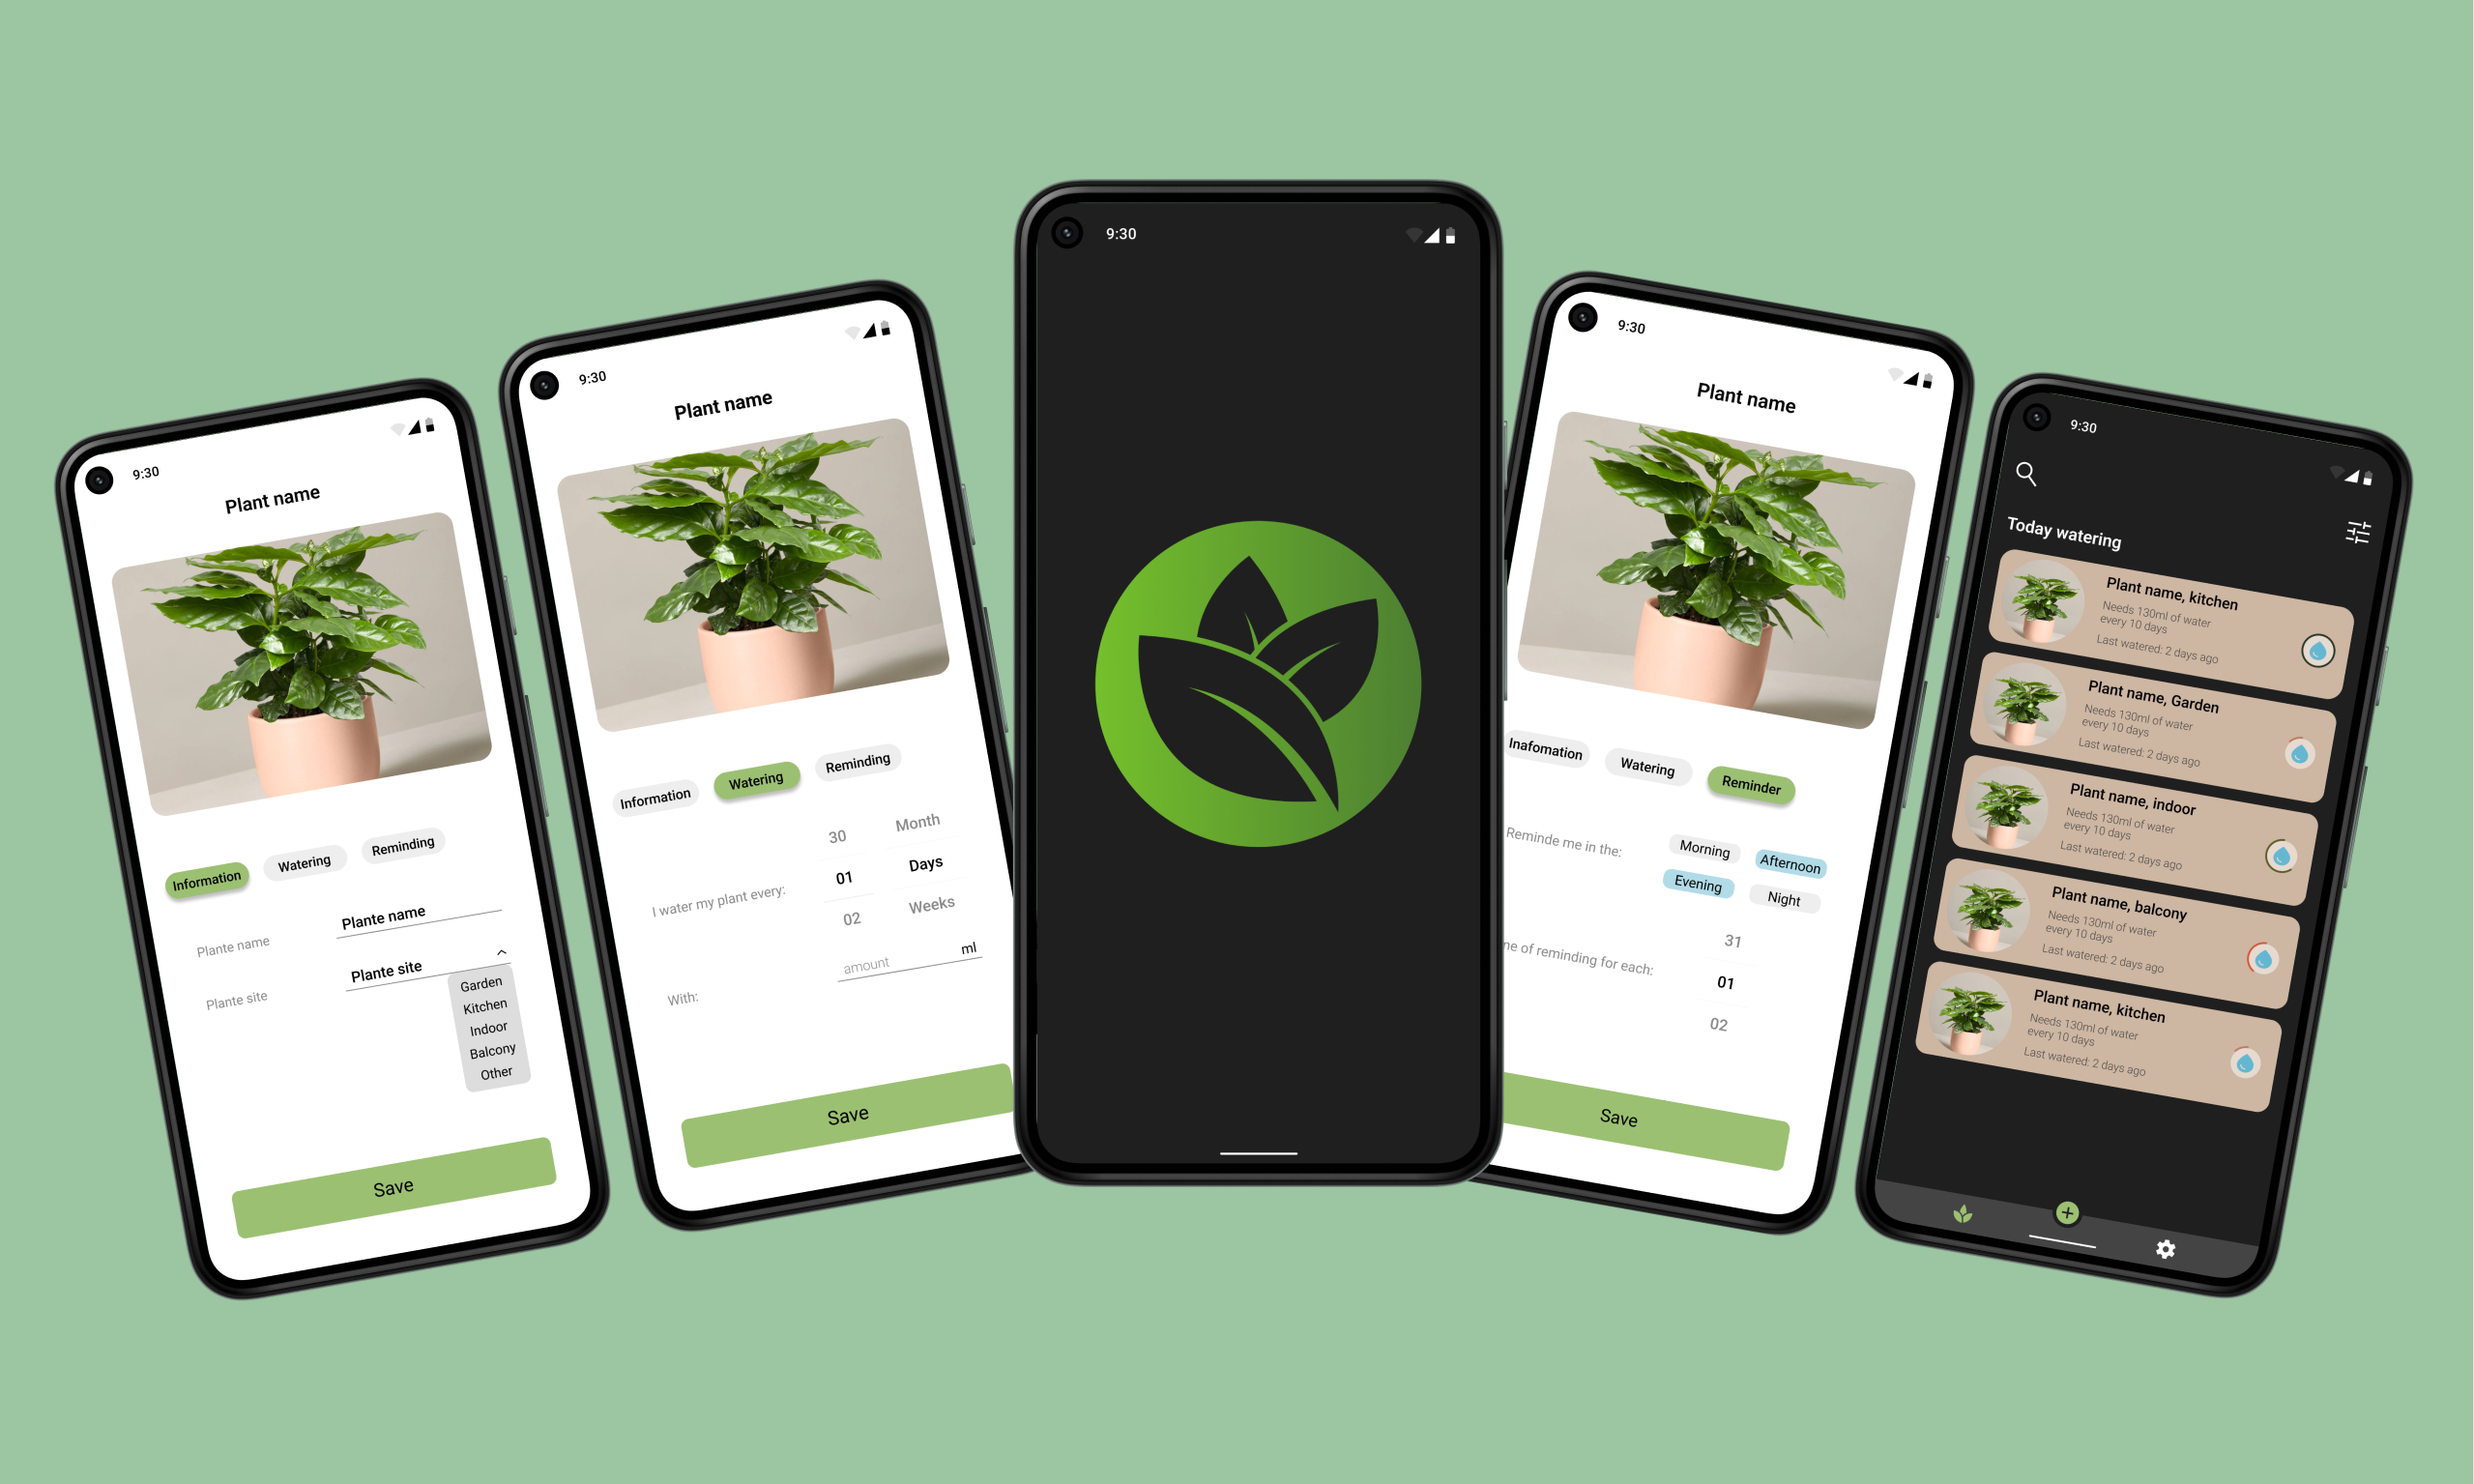 9:30
Plant name
Information Watering Reminding
Plante name Plante name
Plante site Plante site
Garden
Kitchen
Indoor
Balcony
Other
Save
9:30
Plant name
Information Watering Reminding
30 Month
I water my plant every: 01 Days
02 Weeks
With: amount ml
Save
9:30
9:30
Plant name
Inafomation Watering Reminder
Reminde me in the: Morning Afternoon
Evening Night
31
of reminding for each: 01
02
Save
9:30
Today watering
Plant name, kitchen
Needs 130ml of water
every 10 days
Last watered: 2 days ago
Plant name, Garden
Needs 130ml of water
every 10 days
Last watered: 2 days ago
Plant name, indoor
Needs 130ml of water
every 10 days
Last watered: 2 days ago
Plant name, balcony
Needs 130ml of water
every 10 days
Last watered: 2 days ago
Plant name, kitchen
Needs 130ml of water
every 10 days
Last watered: 2 days ago